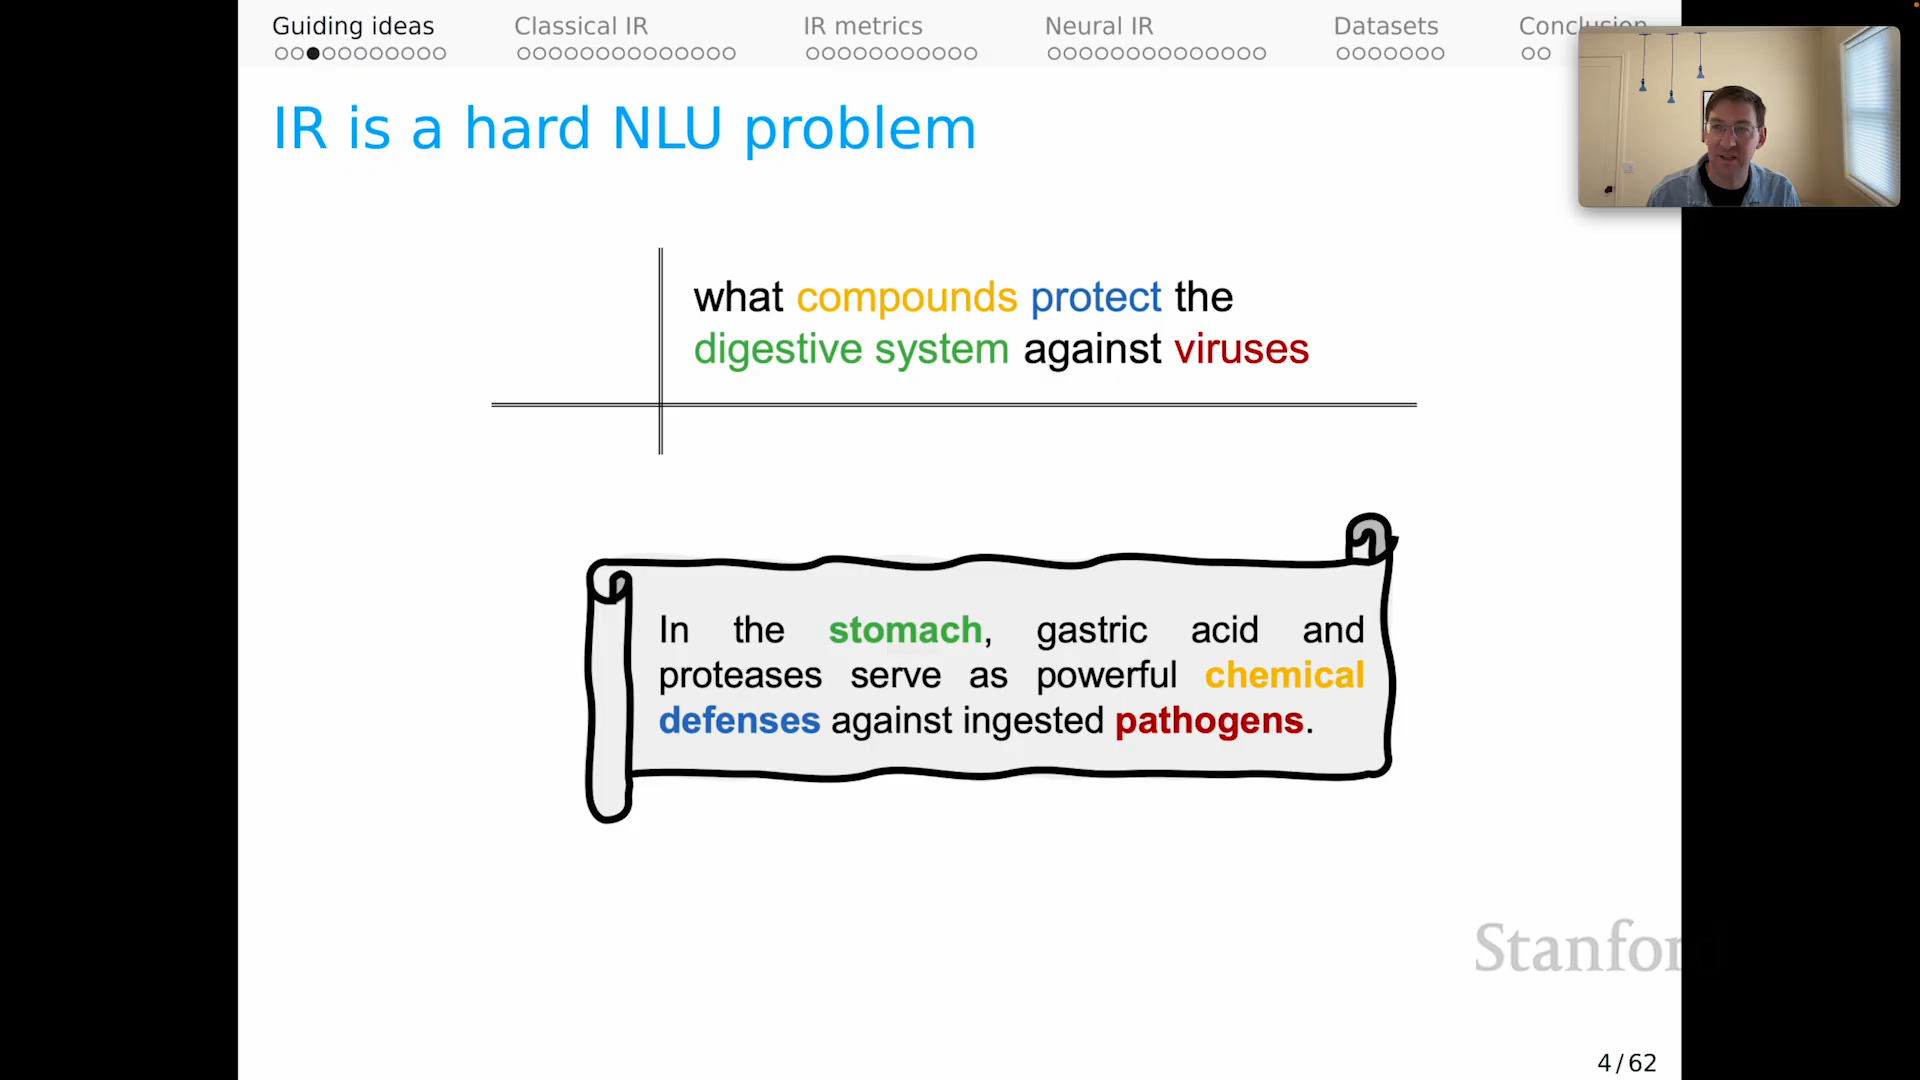 Guiding ideas Classical IR IR metrics Neural IR Datasets Conclusion
IR is a hard NLU problem
what compounds protect the
digestive system against viruses
In the stomach, gastric acid and
proteases serve as powerful chemical
defenses against ingested pathogens.
Stanford
4 / 62